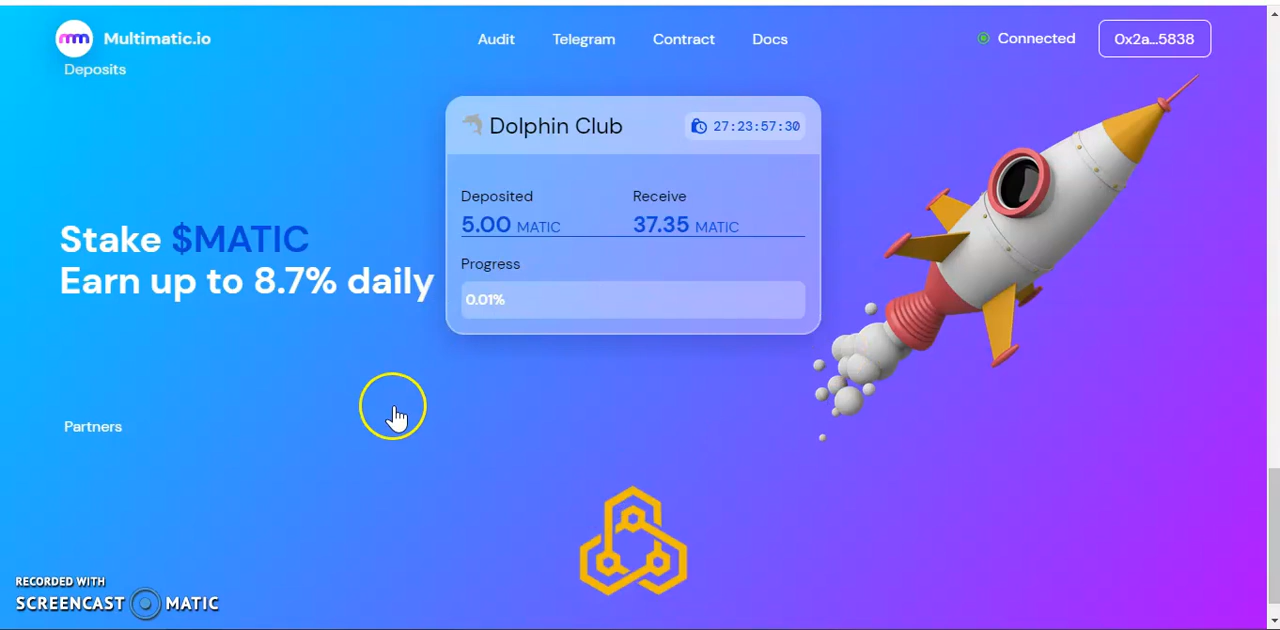 mm Multimatic.io
Audit Telegram Contract Docs
Connected 0x2a...5838
Deposits
Dolphin Club 27:23:57:30
Deposited Receive
5.00 MATIC 37.35 MATIC
Progress
0.01%
Stake $MATIC
Earn up to 8.7% daily
Partners
RECORDED WITH
SCREENCAST MATIC